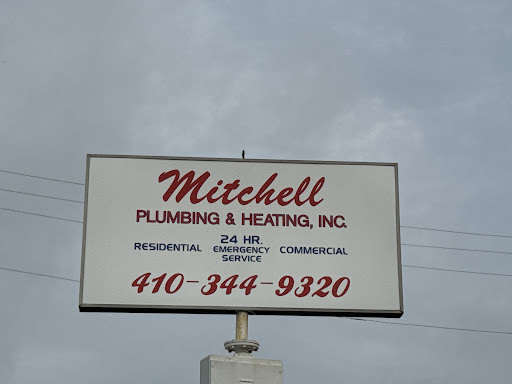 Mitchell
PLUMBING & HEATING, INC.
24 HR.
RESIDENTIAL EMERGENCY COMMERCIAL
SERVICE
410-344-9320